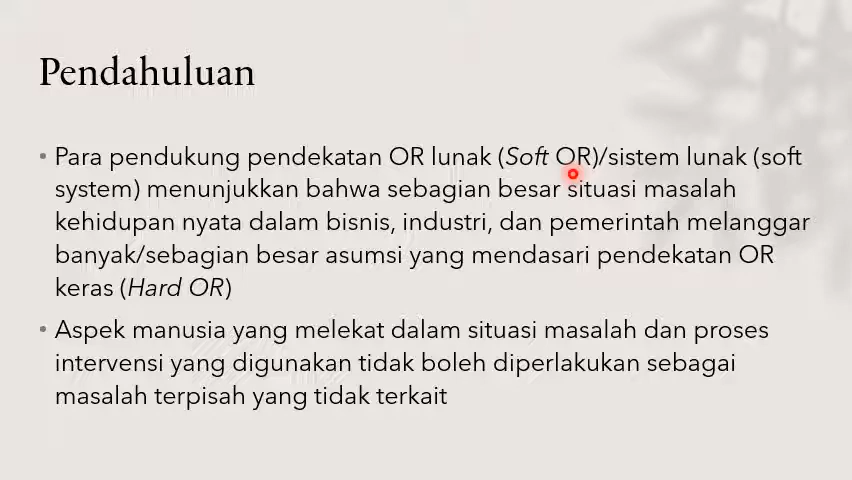 Pendahuluan
• Para pendukung pendekatan OR lunak (Soft OR)/sistem lunak (soft
system) menunjukkan bahwa sebagian besar situasi masalah
kehidupan nyata dalam bisnis, industri, dan pemerintah melanggar
banyak/sebagian besar asumsi yang mendasari pendekatan OR
keras (Hard OR)
• Aspek manusia yang melekat dalam situasi masalah dan proses
intervensi yang digunakan tidak boleh diperlakukan sebagai
masalah terpisah yang tidak terkait